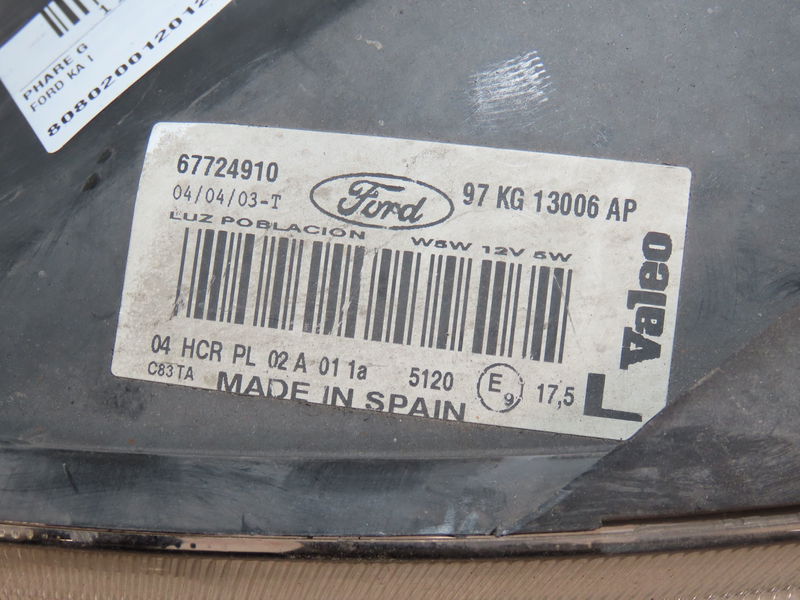 PHARE G
FORD KA I
808020012012
67724910
04/04/03-T
Ford
97 KG 13006 AP
LUZ POBLACION W5W 12V 5W
Valeo
04 HCR PL 02 A 01 1a 5120 E9 17,5 L
C83TA
MADE IN SPAIN